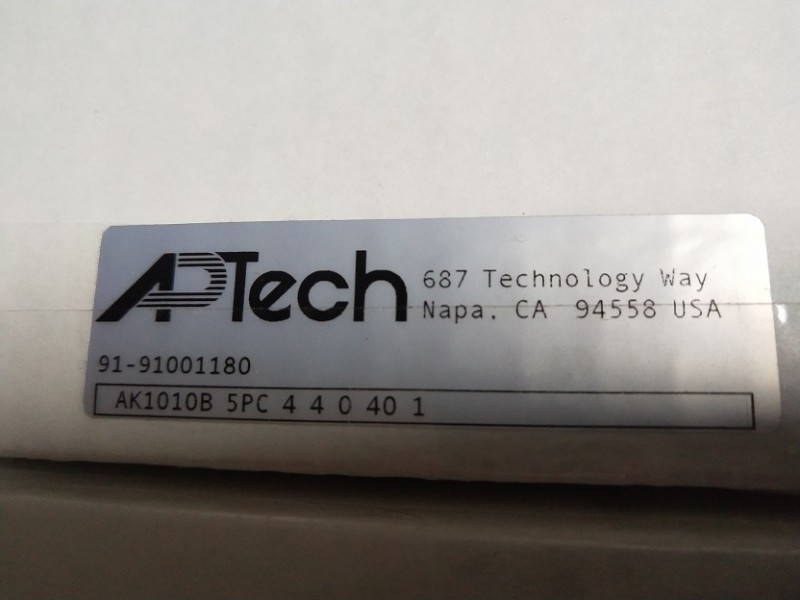 APTech
687 Technology Way
Napa, CA 94558 USA
91-91001180
AK1010B 5PC 4 4 0 40 1